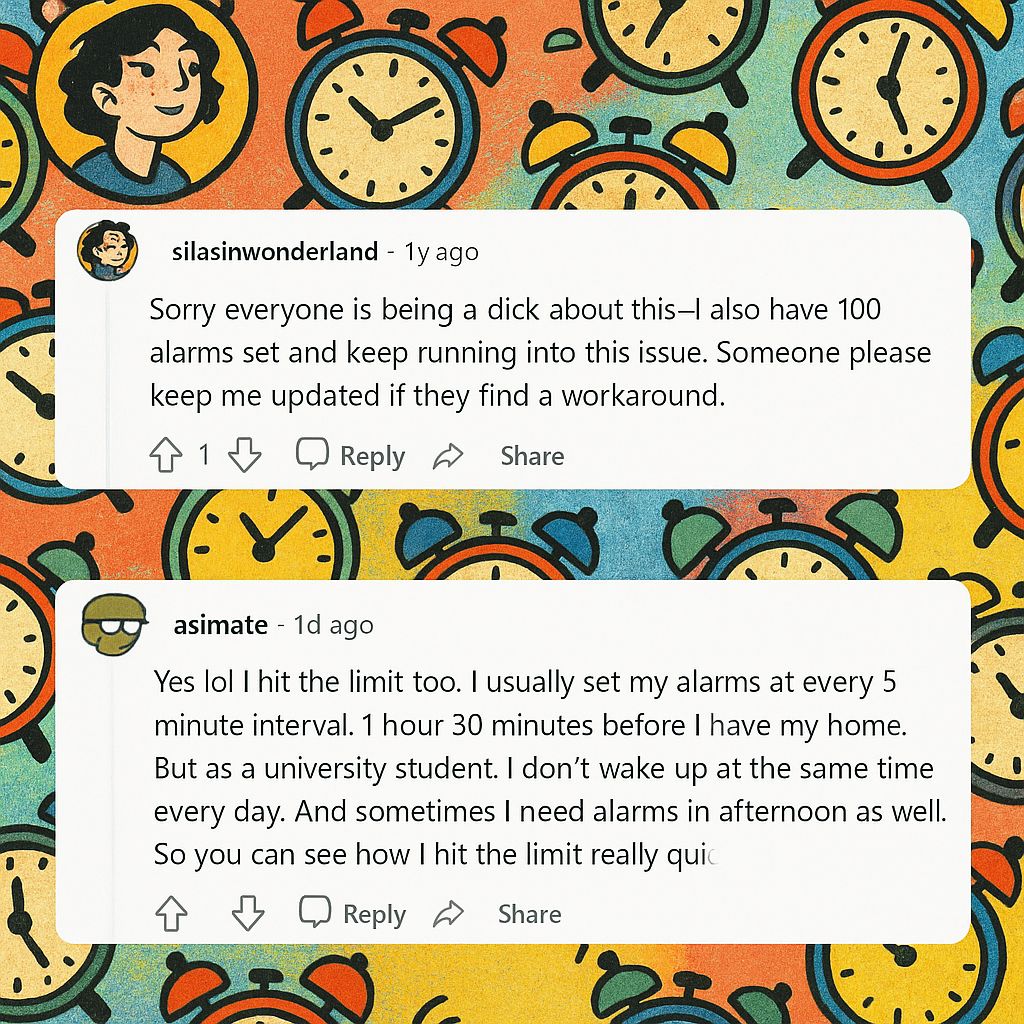 silasinwonderland - 1y ago
Sorry everyone is being a dick about this–I also have 100
alarms set and keep running into this issue. Someone please
keep me updated if they find a workaround.
1 Reply Share
asimate - 1d ago
Yes lol I hit the limit too. I usually set my alarms at every 5
minute interval. 1 hour 30 minutes before I have my home.
But as a university student. I don’t wake up at the same time
every day. And sometimes I need alarms in afternoon as well.
So you can see how I hit the limit really quic
Reply Share